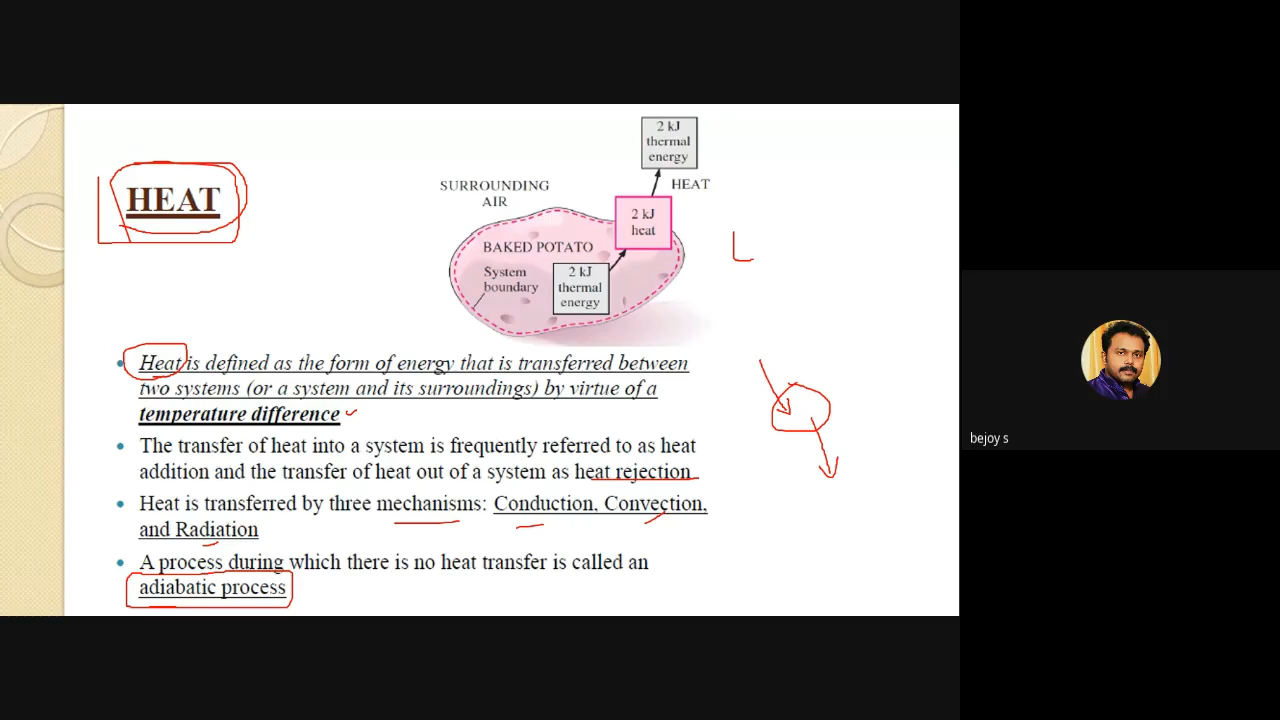 2 kJ
thermal
energy
HEAT
SURROUNDING
AIR
HEAT
2 kJ
heat
BAKED POTATO
System
boundary
2 kJ
thermal
energy
L
• Heat is defined as the form of energy that is transferred between
two systems (or a system and its surroundings) by virtue of a
temperature difference
• The transfer of heat into a system is frequently referred to as heat
addition and the transfer of heat out of a system as heat rejection
• Heat is transferred by three mechanisms: Conduction, Convection,
and Radiation
• A process during which there is no heat transfer is called an
adiabatic process
bejoy s